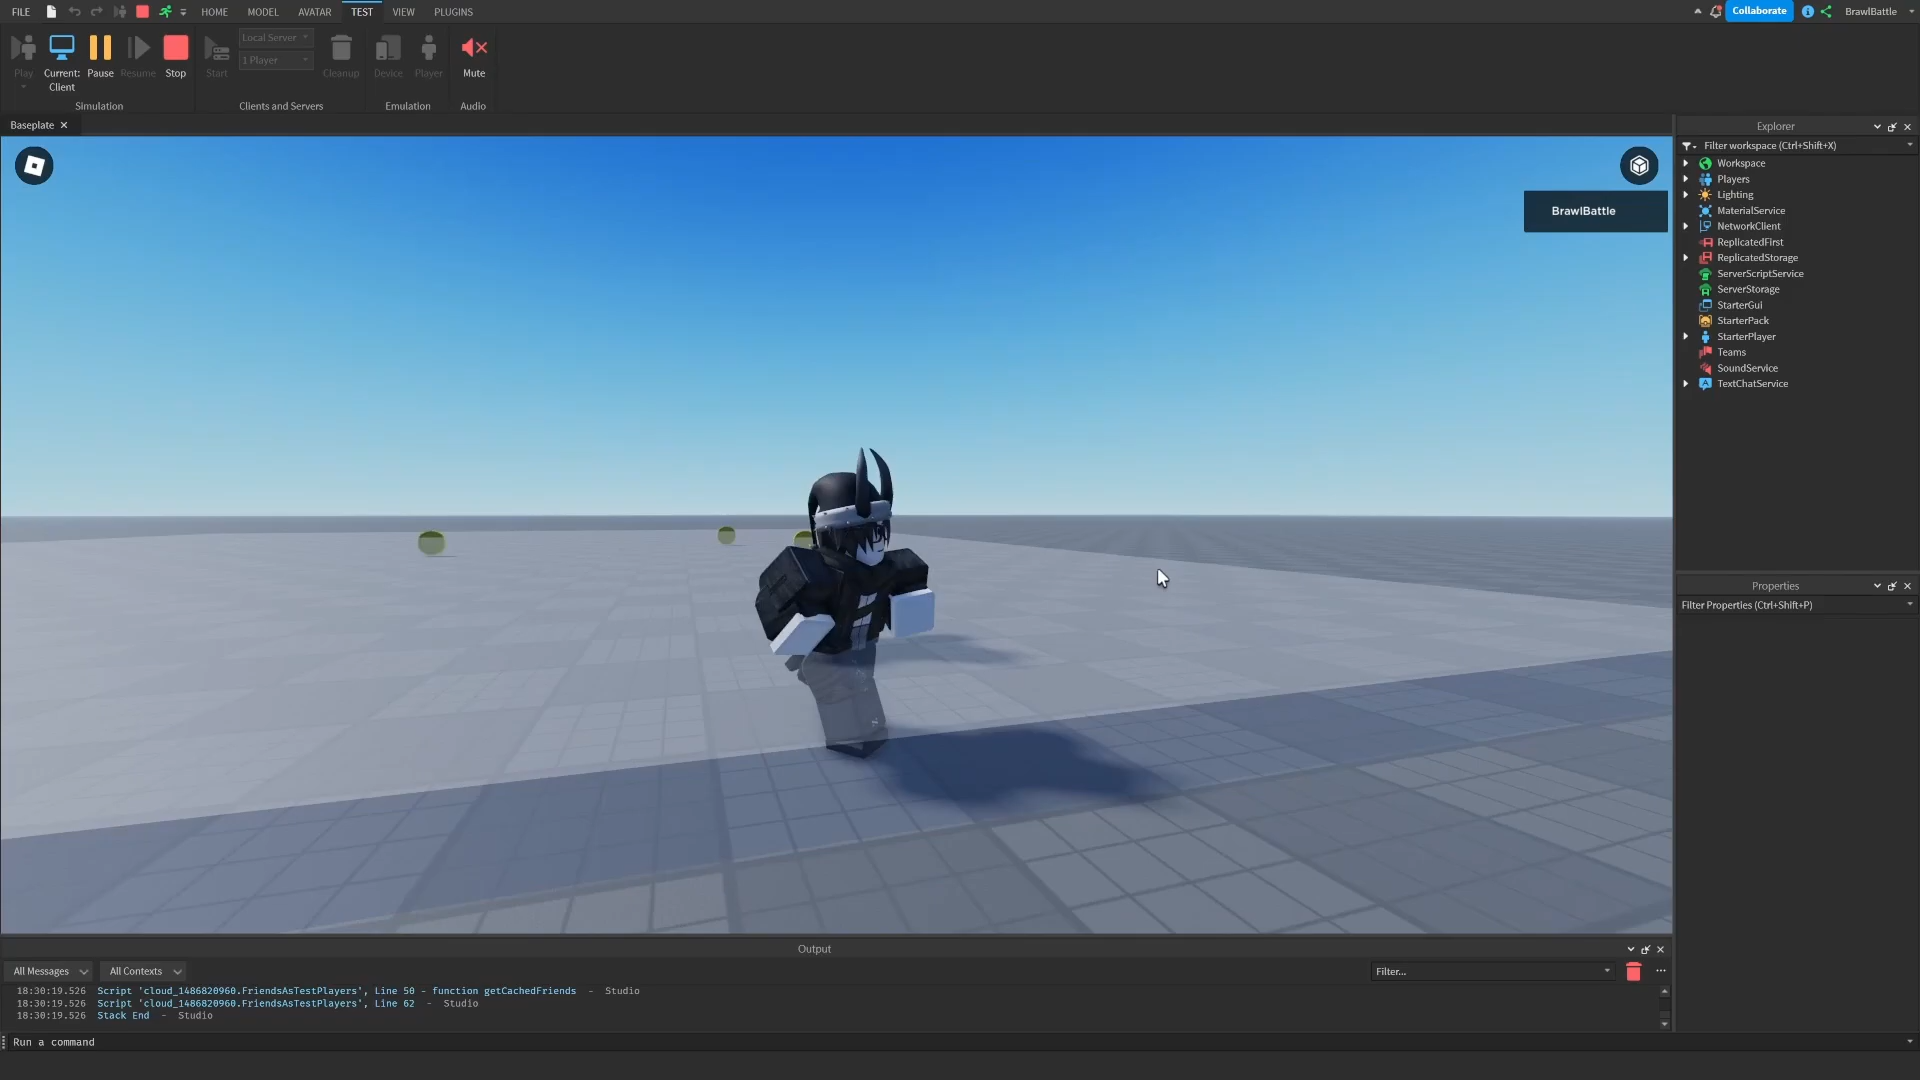 FILE
HOME
MODEL
AVATAR
TEST
VIEW
PLUGINS
Collaborate
BrawlBattle
Play
Current:
Client
Pause
Resume
Stop
Start
Local Server
1 Player
Cleanup
Device
Player
Mute
Simulation
Clients and Servers
Emulation
Audio
Baseplate
BrawlBattle
Explorer
Filter workspace (Ctrl+Shift+X)
Workspace
Players
Lighting
MaterialService
NetworkClient
ReplicatedFirst
ReplicatedStorage
ServerScriptService
ServerStorage
StarterGui
StarterPack
StarterPlayer
Teams
SoundService
TextChatService
Properties
Filter Properties (Ctrl+Shift+P)
Output
All Messages
All Contexts
Filter...
18:30:19.526 Script 'cloud_1486820960.FriendsAsTestPlayers', Line 50 - function getCachedFriends - Studio
18:30:19.526 Script 'cloud_1486820960.FriendsAsTestPlayers', Line 62 - Studio
18:30:19.526 Stack End - Studio
Run a command